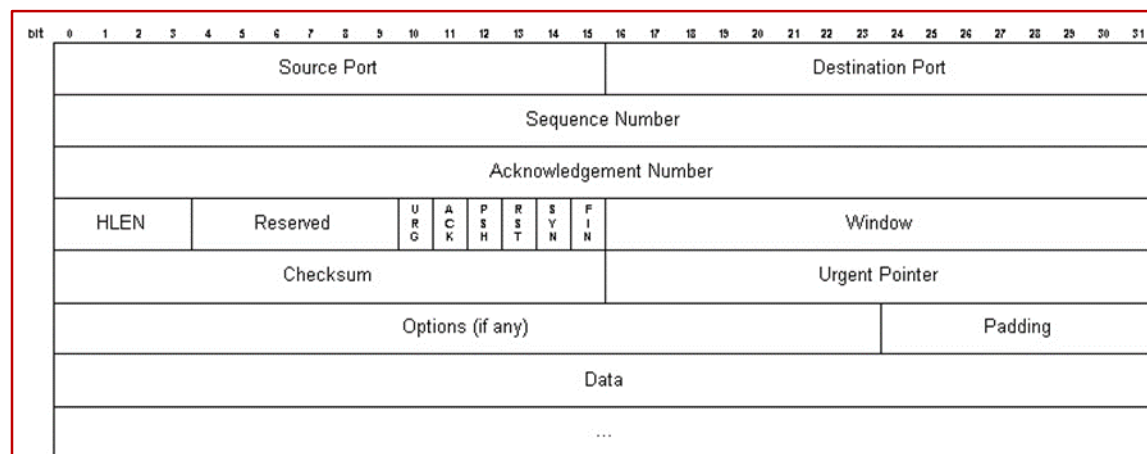 bit 0 1 2 3 4 5 6 7 8 9 10 11 12 13 14 15 16 17 18 19 20 21 22 23 24 25 26 27 28 29 30 31
Source Port Destination Port
Sequence Number
Acknowledgement Number
HLEN Reserved URG ACK PSH RST SYN FIN Window
Checksum Urgent Pointer
Options (if any) Padding
Data
...